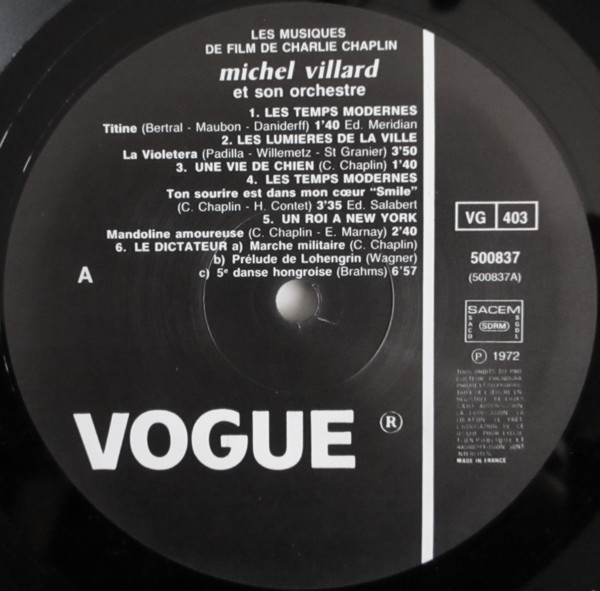 LES MUSIQUES
DE FILM DE CHARLIE CHAPLIN
michel villard
et son orchestre
1. LES TEMPS MODERNES
Titine (Bertral - Maubon - Daniderff) 1'40 Ed. Meridian
2. LES LUMIERES DE LA VILLE
La Violetera (Padilla - Willemetz - St Granier) 3'50
3. UNE VIE DE CHIEN (C. Chaplin) 1'40
4. LES TEMPS MODERNES
Ton sourire est dans mon cœur "Smile"
(C. Chaplin - H. Contet) 3'35 Ed. Salabert
5. UN ROI A NEW YORK
Mandoline amoureuse (C. Chaplin - E. Marnay) 2'40
6. LE DICTATEUR a) Marche militaire (C. Chaplin)
b) Prélude de Lohengrin (Wagner)
c) 5e danse hongroise (Brahms) 6'57
A
VG 403
500837
(500837A)
SACEM
SACD SDRM SGDL
℗ 1972
MADE IN FRANCE
VOGUE ®